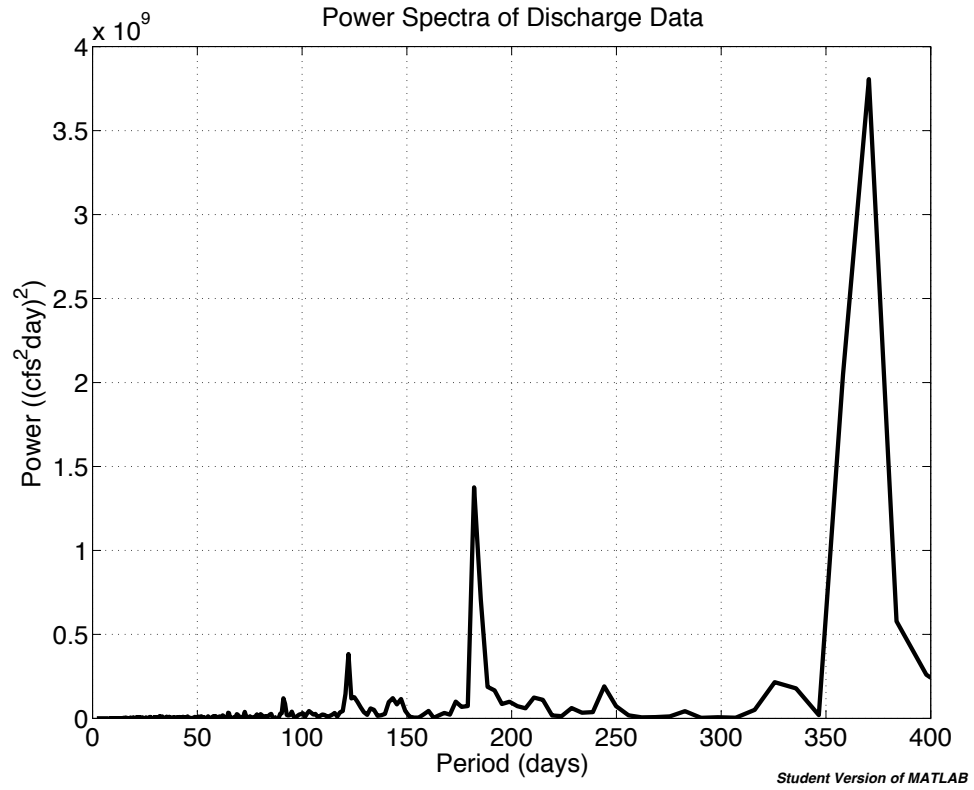 Power Spectra of Discharge Data
x 10^9
4
3.5
3
2.5
2
1.5
1
0.5
0
Power ((cfs^2day)^2)
0 50 100 150 200 250 300 350 400
Period (days)
Student Version of MATLAB